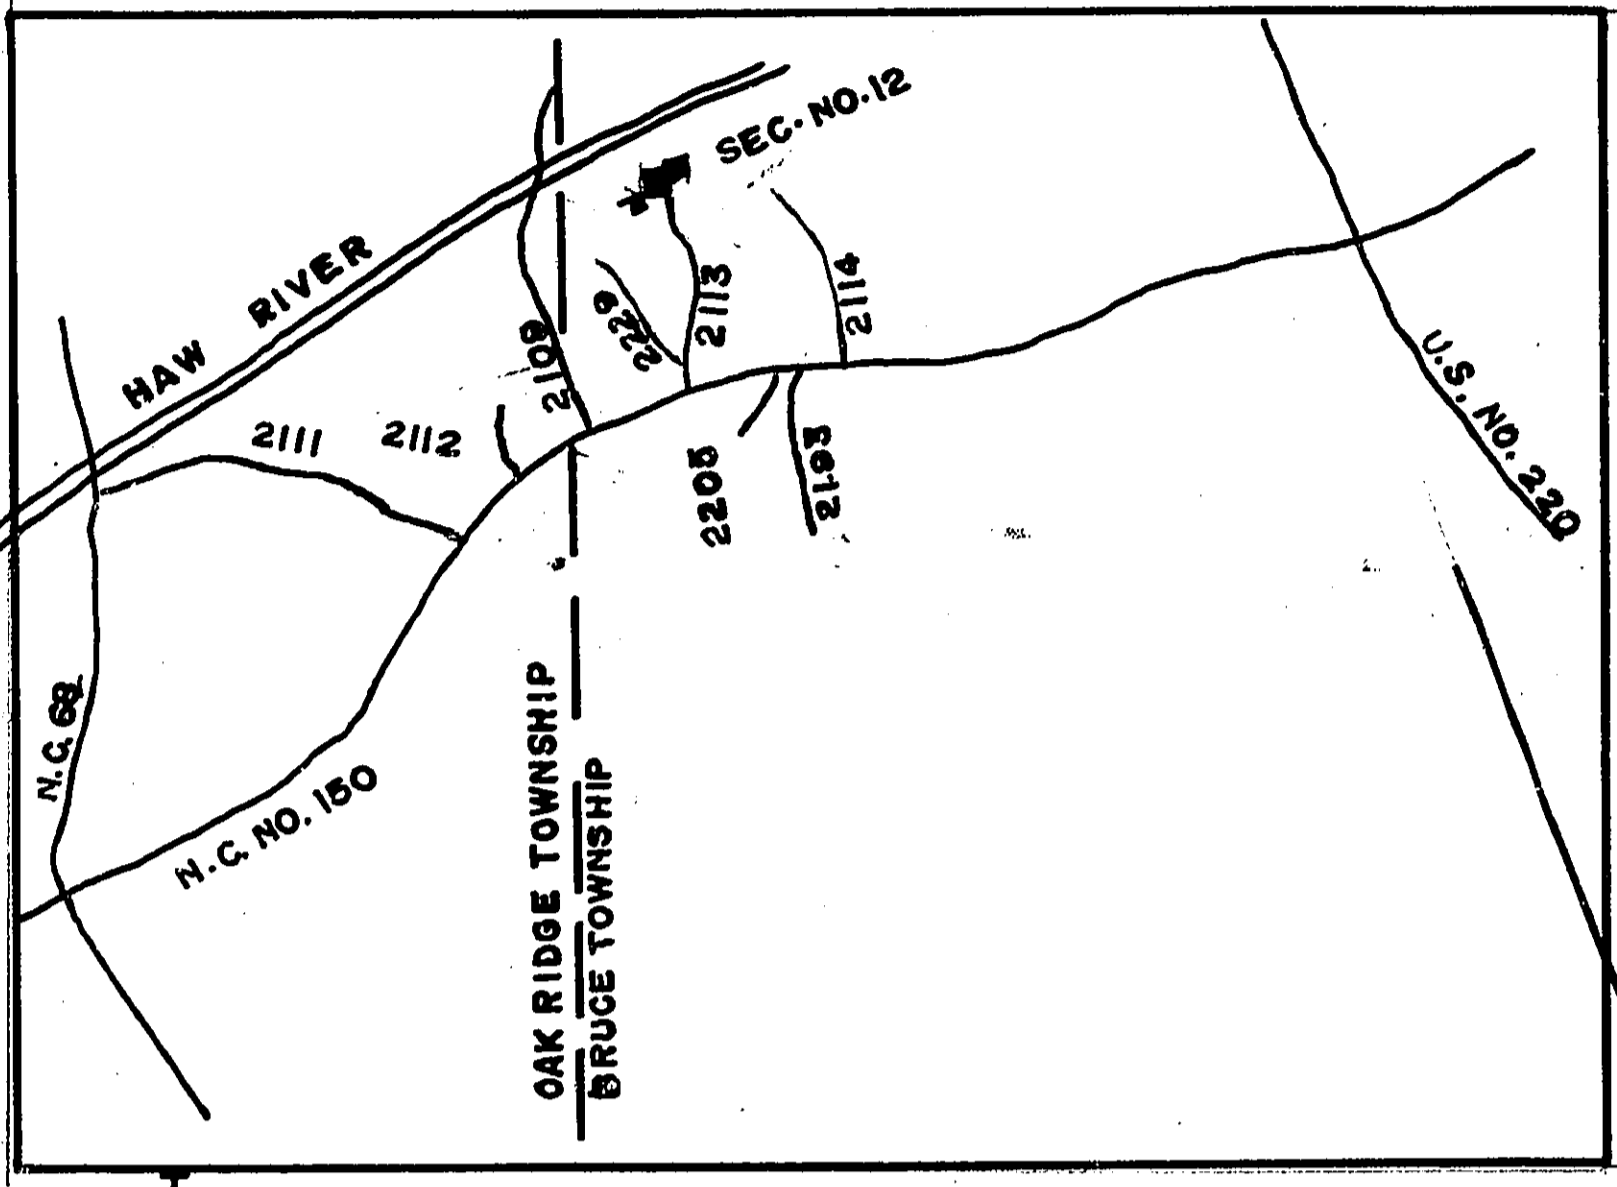 SEC. NO. 12
HAW RIVER
2109
2229
2113
2114
2111
2112
2205
2193
U.S. NO. 220
N.C. 68
N.C. NO. 150
OAK RIDGE TOWNSHIP
BRUCE TOWNSHIP